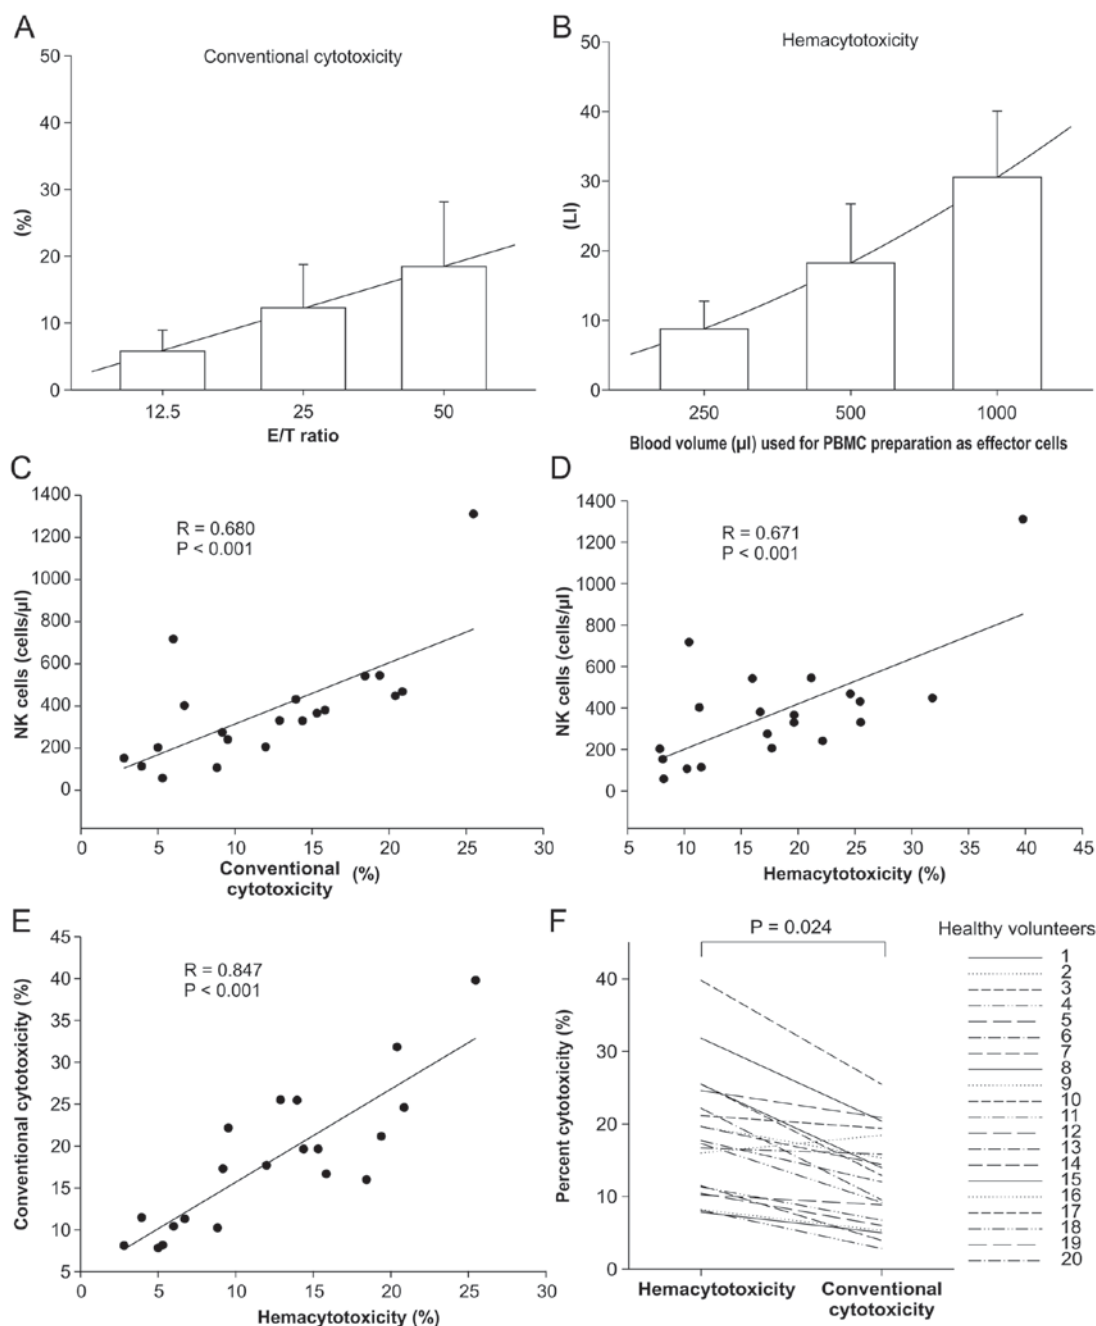 A
Conventional cytotoxicity
50
40
30
20
10
0
(%)
12.5 25 50
E/T ratio
B
Hemacytotoxicity
50
40
30
20
10
0
(LI)
250 500 1000
Blood volume (µl) used for PBMC preparation as effector cells
C
1400
1200
1000
800
600
400
200
0
NK cells (cells/µl)
R = 0.680
P < 0.001
0 5 10 15 20 25 30
Conventional (%)
cytotoxicity
D
1400
1200
1000
800
600
400
200
0
NK cells (cells/µl)
R = 0.671
P < 0.001
5 10 15 20 25 30 35 40 45
Hemacytotoxicity (%)
E
45
40
35
30
25
20
15
10
5
Conventional cytotoxicity (%)
R = 0.847
P < 0.001
0 5 10 15 20 25 30
Hemacytotoxicity (%)
F
P = 0.024
40
30
20
10
0
Percent cytotoxicity (%)
Hemacytotoxicity Conventional
cytotoxicity
Healthy volunteers
1
2
3
4
5
6
7
8
9
10
11
12
13
14
15
16
17
18
19
20